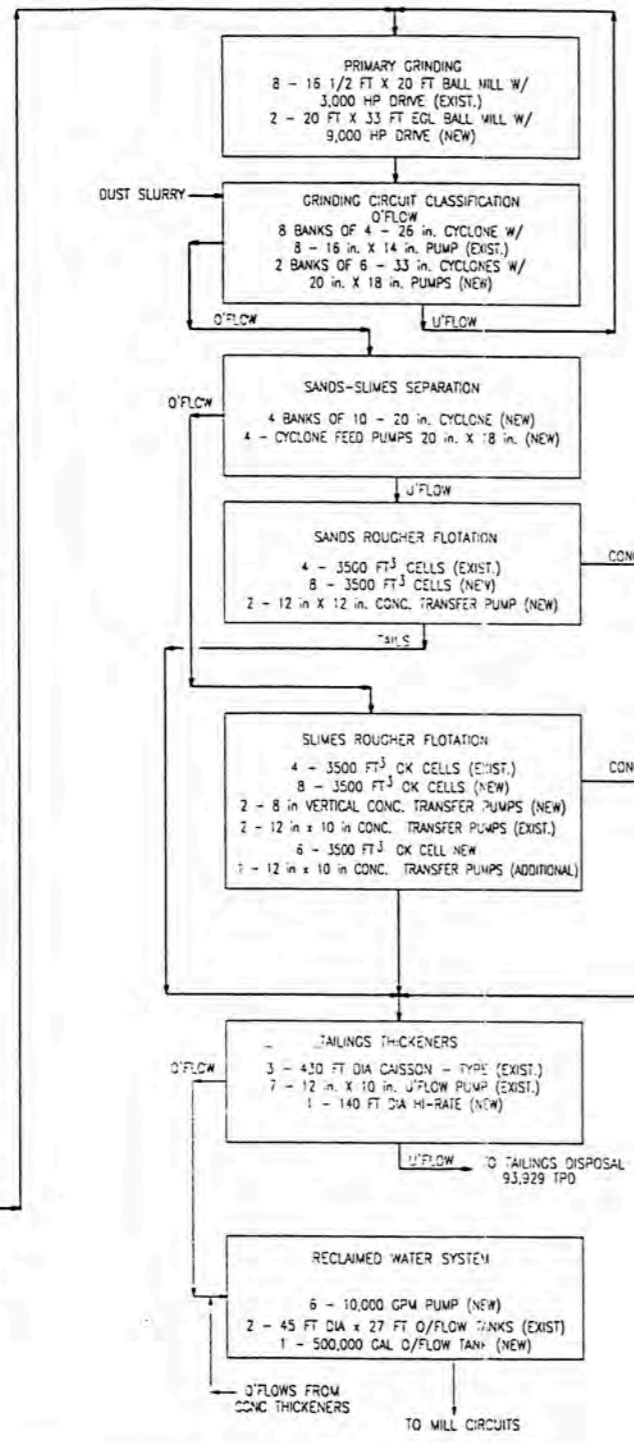 PRIMARY GRINDING
8 - 16 1/2 FT X 20 FT BALL MILL W/
3,000 HP DRIVE (EXIST.)
2 - 20 FT X 33 FT EGL BALL MILL W/
9,000 HP DRIVE (NEW)
DUST SLURRY
GRINDING CIRCUIT CLASSIFICATION
O'FLOW
8 BANKS OF 4 - 26 in. CYCLONE W/
8 - 16 in. X 14 in. PUMP (EXIST.)
2 BANKS OF 6 - 33 in. CYCLONES W/
20 in. X 18 in. PUMPS (NEW)
O'FLOW
U'FLOW
SANDS-SLIMES SEPARATION
O'FLOW
4 BANKS OF 10 - 20 in. CYCLONE (NEW)
4 - CYCLONE FEED PUMPS 20 in. X 18 in. (NEW)
U'FLOW
SANDS ROUGHER FLOTATION
4 - 3500 FT³ CELLS (EXIST.)
8 - 3500 FT³ CELLS (NEW)
2 - 12 in X 12 in. CONC. TRANSFER PUMP (NEW)
CONC
TAILS
SLIMES ROUGHER FLOTATION
4 - 3500 FT³ OK CELLS (EXIST.)
8 - 3500 FT³ OK CELLS (NEW)
2 - 8 in VERTICAL CONC. TRANSFER PUMPS (NEW)
2 - 12 in x 10 in CONC. TRANSFER PUMPS (EXIST.)
6 - 3500 FT³ OK CELL NEW
1 - 12 in x 10 in CONC. TRANSFER PUMPS (ADDITIONAL)
CONC
TAILINGS THICKENERS
3 - 430 FT DIA CAISSON - TYPE (EXIST.)
7 - 12 in. X 10 in. U'FLOW PUMP (EXIST.)
1 - 140 FT DIA HI-RATE (NEW)
O'FLOW
U'FLOW
TO TAILINGS DISPOSAL
93,929 TPD
RECLAIMED WATER SYSTEM
6 - 10,000 GPM PUMP (NEW)
2 - 45 FT DIA x 27 FT O/FLOW TANKS (EXIST)
1 - 500,000 GAL O/FLOW TANK (NEW)
O'FLOWS FROM
CONC THICKENERS
TO MILL CIRCUITS